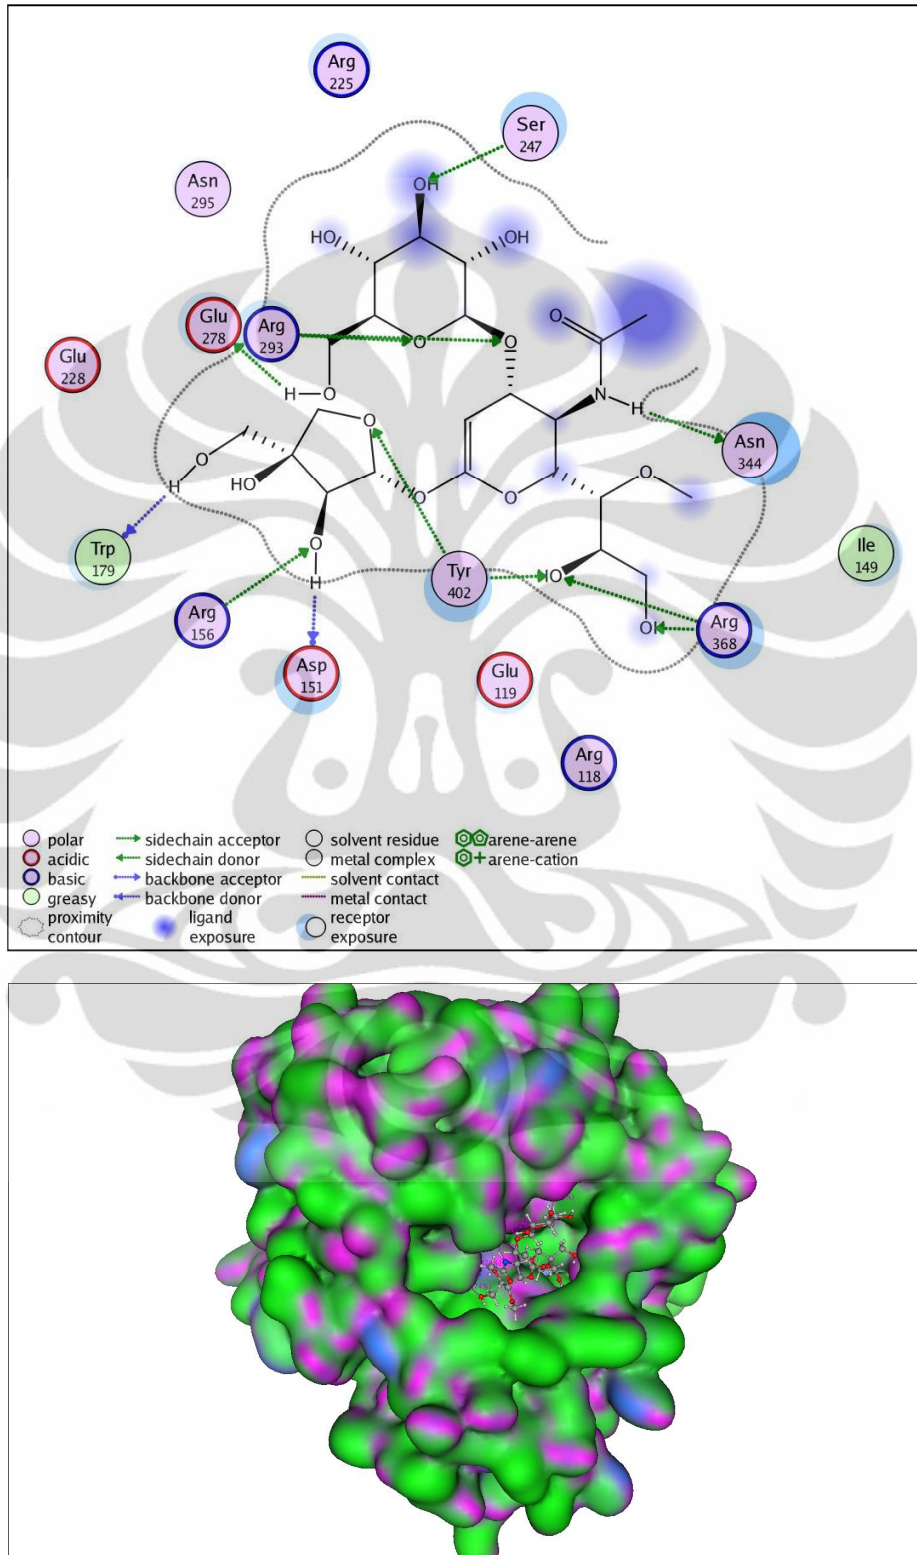 Arg
225
Ser
247
Asn
295
OH
HO
OH
Glu
278
Arg
293
O
O
O
Glu
228
H
O
N
H
O
Asn
344
O
HO
H
O
O
O
Trp
179
O
Tyr
402
HO
Ile
149
H
Arg
156
OH
Arg
368
Asp
151
Glu
119
Arg
118
polar
sidechain acceptor
solvent residue
arene-arene
acidic
sidechain donor
metal complex
arene-cation
basic
backbone acceptor
solvent contact
greasy
backbone donor
metal contact
proximity
contour
ligand
exposure
receptor
exposure